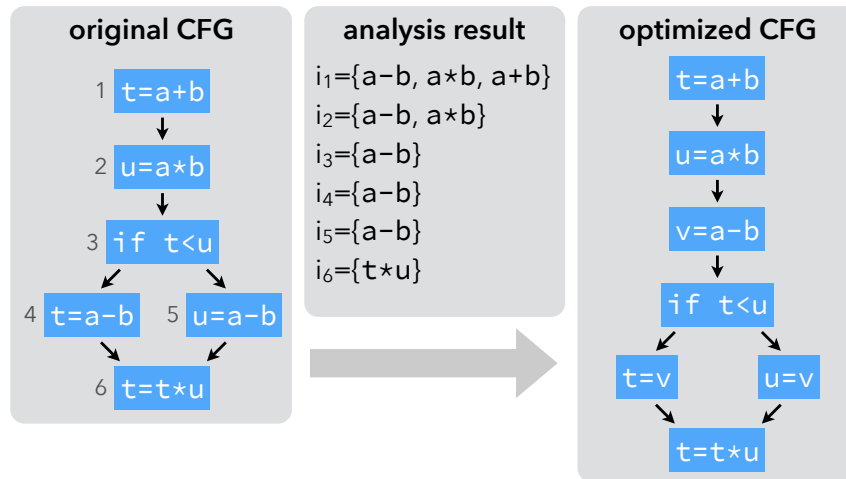 original CFG
1 t=a+b
2 u=a*b
3 if t<u
4 t=a-b 5 u=a-b
6 t=t*u
analysis result
i₁={a-b, a*b, a+b}
i₂={a-b, a*b}
i₃={a-b}
i₄={a-b}
i₅={a-b}
i₆={t*u}
optimized CFG
t=a+b
u=a*b
v=a-b
if t<u
t=v u=v
t=t*u